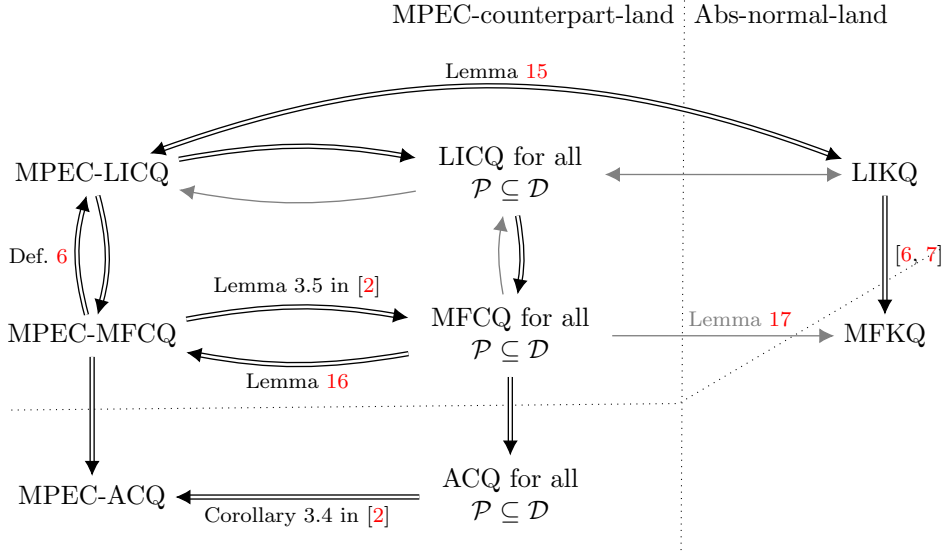 MPEC-counterpart-land
Abs-normal-land
Lemma 15
MPEC-LICQ
LICQ for all
𝒫 ⊆ 𝒟
LIKQ
Def. 6
[6, 7]
Lemma 3.5 in [2]
MPEC-MFCQ
MFCQ for all
𝒫 ⊆ 𝒟
Lemma 17
MFKQ
Lemma 16
MPEC-ACQ
ACQ for all
𝒫 ⊆ 𝒟
Corollary 3.4 in [2]